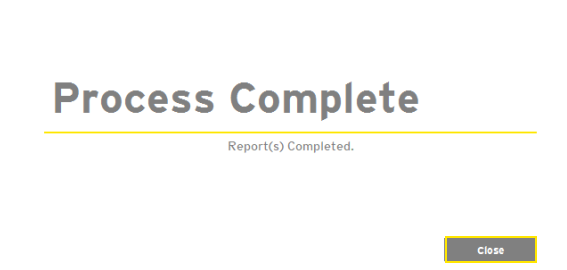 Process Complete
Report(s) Completed.
Close